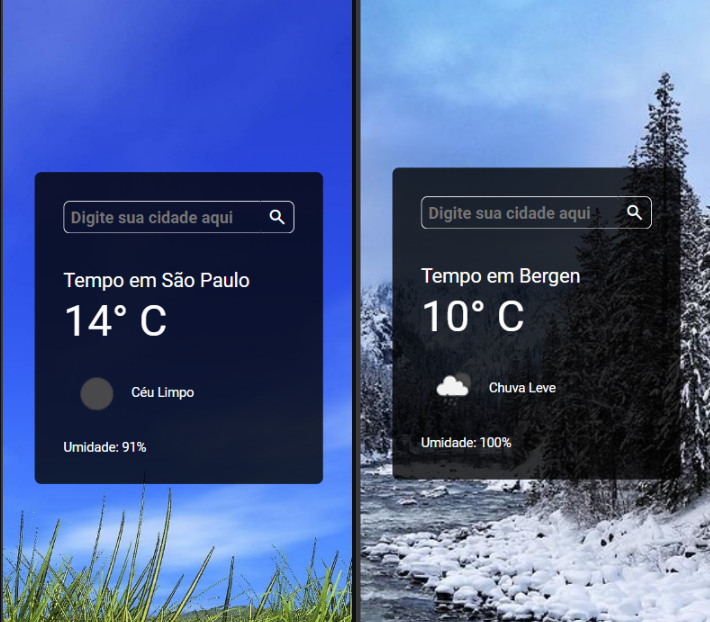 Digite sua cidade aqui
Tempo em São Paulo
14° C
Céu Limpo
Umidade: 91%
Digite sua cidade aqui
Tempo em Bergen
10° C
Chuva Leve
Umidade: 100%